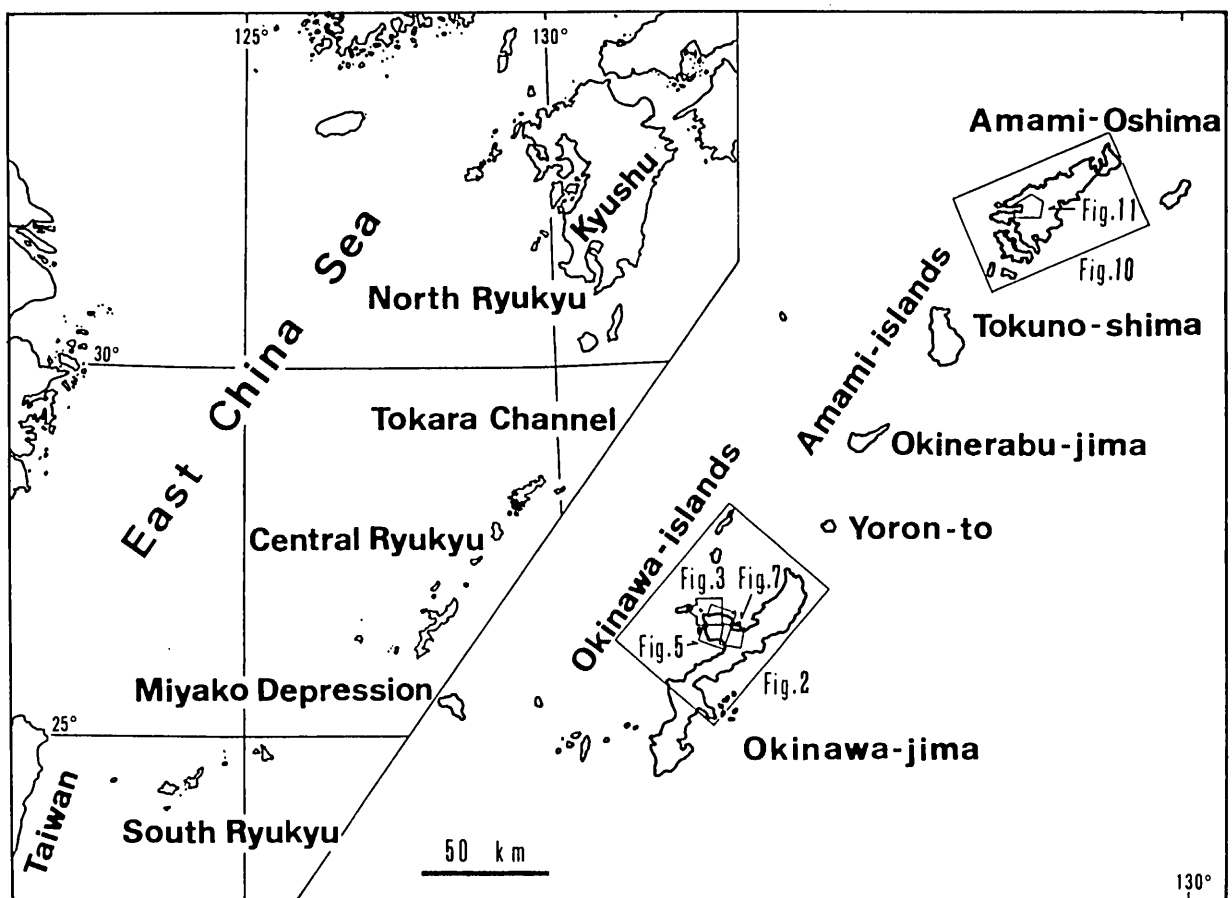 125°
130°
East China Sea
Kyushu
North Ryukyu
30°
Tokara Channel
Central Ryukyu
Miyako Depression
25°
Taiwan
South Ryukyu
50 km
Amami-Oshima
Fig.11
Fig.10
Amami-islands
Tokuno-shima
Okinerabu-jima
Yoron-to
Okinawa-islands
Fig.3 Fig.7
Fig.5
Fig.2
Okinawa-jima
130°